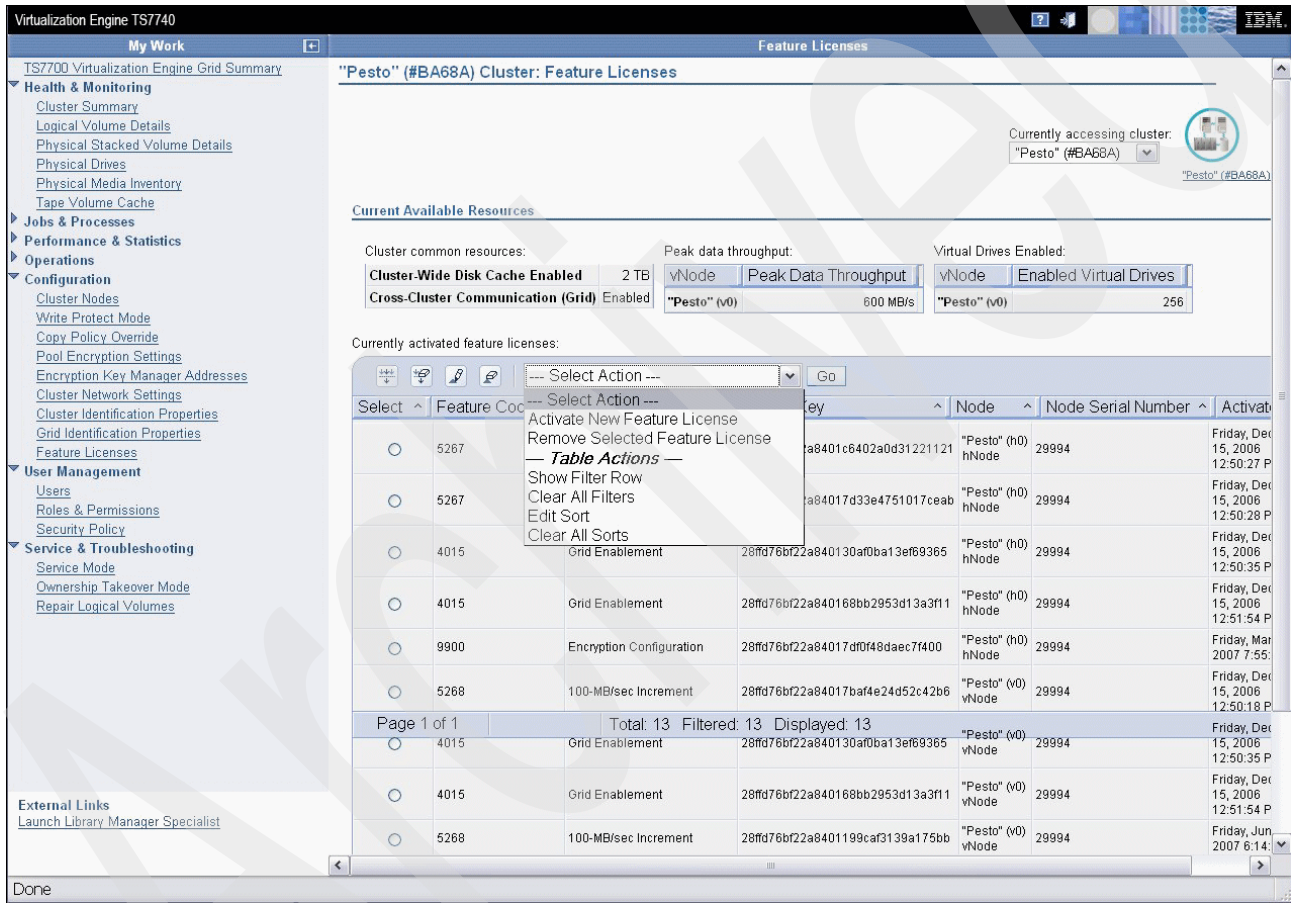 Virtualization Engine TS7740
?
IBM.
My Work
Feature Licenses
TS7700 Virtualization Engine Grid Summary
Health & Monitoring
Cluster Summary
Logical Volume Details
Physical Stacked Volume Details
Physical Drives
Physical Media Inventory
Tape Volume Cache
Jobs & Processes
Performance & Statistics
Operations
Configuration
Cluster Nodes
Write Protect Mode
Copy Policy Override
Pool Encryption Settings
Encryption Key Manager Addresses
Cluster Network Settings
Cluster Identification Properties
Grid Identification Properties
Feature Licenses
User Management
Users
Roles & Permissions
Security Policy
Service & Troubleshooting
Service Mode
Ownership Takeover Mode
Repair Logical Volumes
External Links
Launch Library Manager Specialist
"Pesto" (#BA68A) Cluster: Feature Licenses
Currently accessing cluster:
"Pesto" (#BA68A)
"Pesto" (#BA68A)
Current Available Resources
Cluster common resources:
Cluster-Wide Disk Cache Enabled 2 TB
Cross-Cluster Communication (Grid) Enabled
Peak data throughput:
vNode Peak Data Throughput
"Pesto" (v0) 600 MB/s
Virtual Drives Enabled:
vNode Enabled Virtual Drives
"Pesto" (v0) 256
Currently activated feature licenses:
--- Select Action --- Go
--- Select Action ---
Activate New Feature License
Remove Selected Feature License
--- Table Actions ---
Show Filter Row
Clear All Filters
Edit Sort
Clear All Sorts
Select Feature Cod Key Node Node Serial Number Activat
5267 2a8401c6402a0d31221121 "Pesto" (h0) hNode 29994 Friday, Dec 15, 2006 12:50:27 P
5267 2a84017d33e4751017ceab "Pesto" (h0) hNode 29994 Friday, Dec 15, 2006 12:50:28 P
4015 Grid Enablement 28ffd76bf22a840130af0ba13ef69365 "Pesto" (h0) hNode 29994 Friday, Dec 15, 2006 12:50:35 P
4015 Grid Enablement 28ffd76bf22a840168bb2953d13a3f11 "Pesto" (h0) hNode 29994 Friday, Dec 15, 2006 12:51:54 P
9900 Encryption Configuration 28ffd76bf22a84017df0f48daec7f400 "Pesto" (h0) hNode 29994 Friday, Mar 2007 7:55:
5268 100-MB/sec Increment 28ffd76bf22a84017baf4e24d52c42b6 "Pesto" (v0) vNode 29994 Friday, Dec 15, 2006 12:50:18 P
Page 1 of 1 Total: 13 Filtered: 13 Displayed: 13
4015 Grid Enablement 28ffd76bf22a840130af0ba13ef69365 "Pesto" (v0) vNode 29994 Friday, Dec 15, 2006 12:50:35 P
4015 Grid Enablement 28ffd76bf22a840168bb2953d13a3f11 "Pesto" (v0) vNode 29994 Friday, Dec 15, 2006 12:51:54 P
5268 100-MB/sec Increment 28ffd76bf22a8401199caf3139a175bb "Pesto" (v0) vNode 29994 Friday, Jun 2007 6:14:
Done